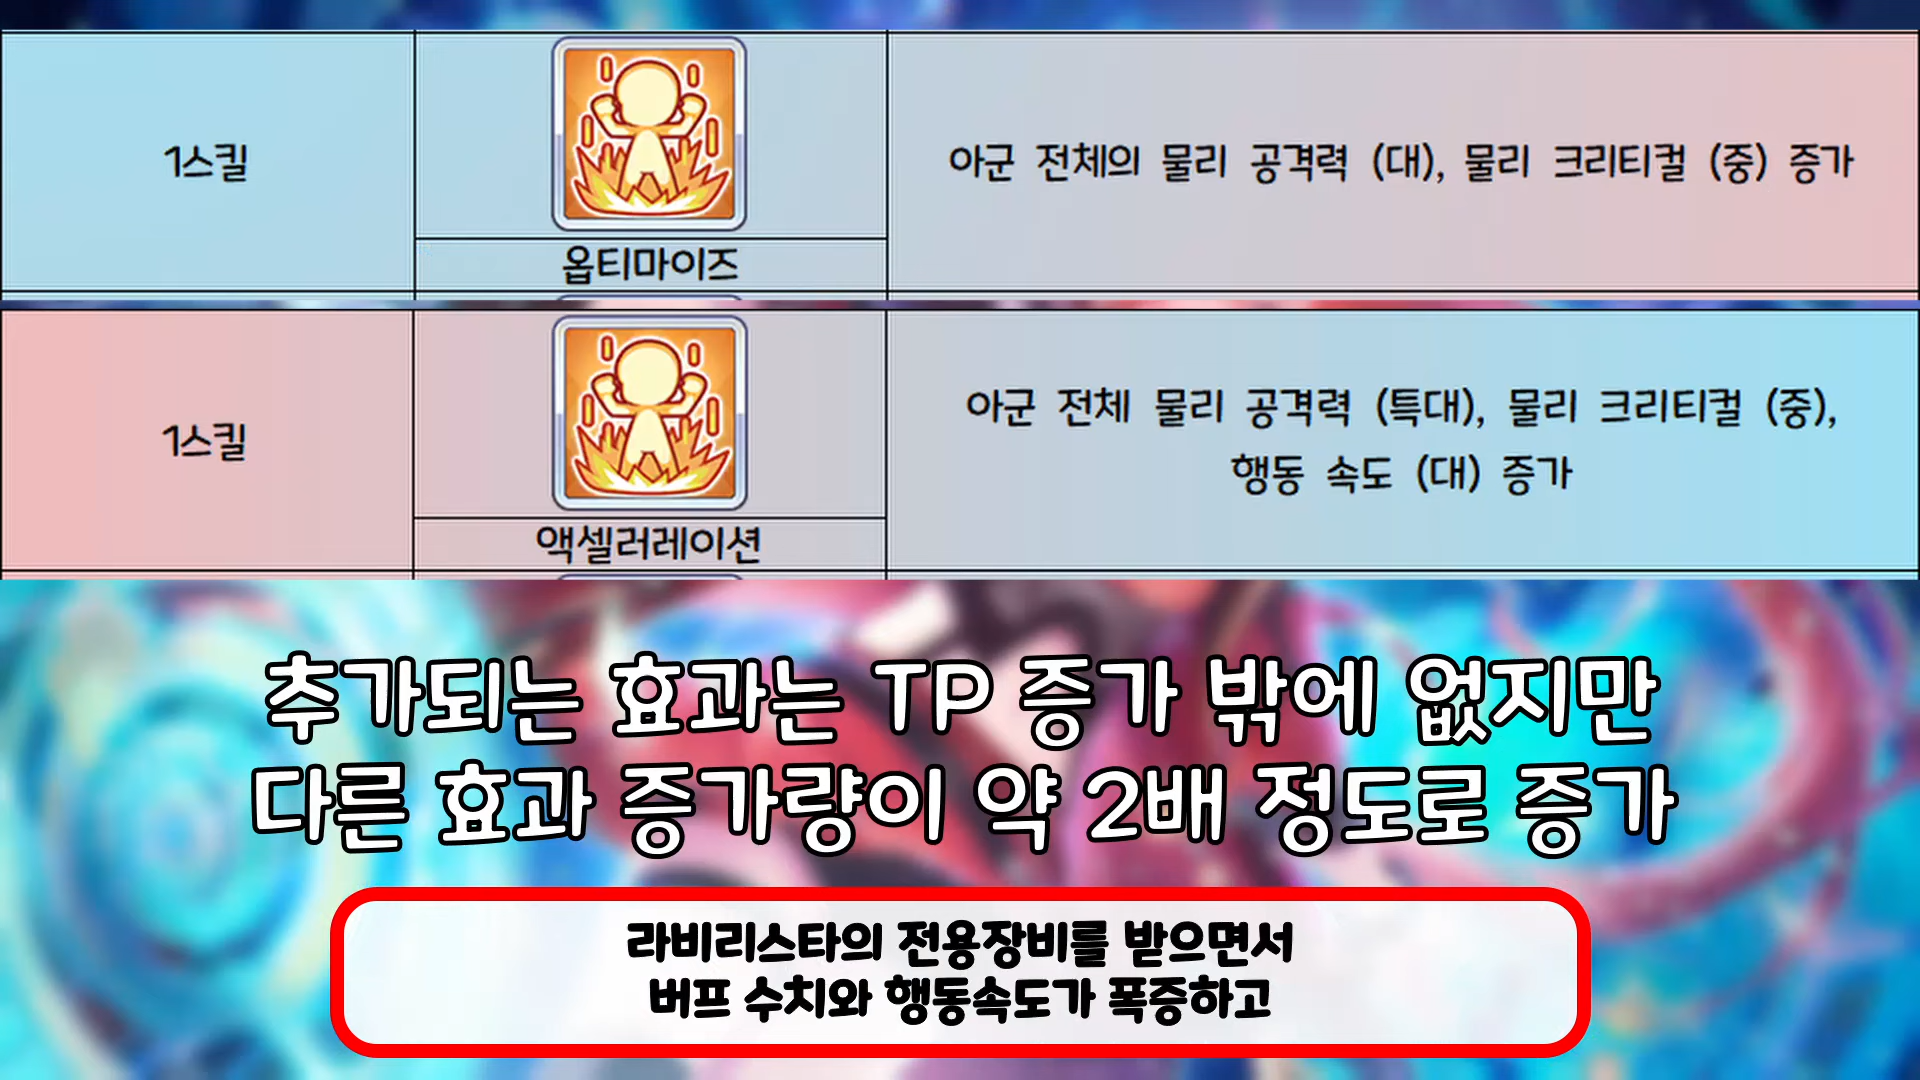 1스킬
아군 전체의 물리 공격력 (대), 물리 크리티컬 (중) 증가
옵티마이즈
1스킬
아군 전체 물리 공격력 (특대), 물리 크리티컬 (중),
행동 속도 (대) 증가
액셀러레이션
추가되는 효과는 TP 증가 밖에 없지만
다른 효과 증가량이 약 2배 정도로 증가
라비리스타의 전용장비를 받으면서
버프 수치와 행동속도가 폭증하고